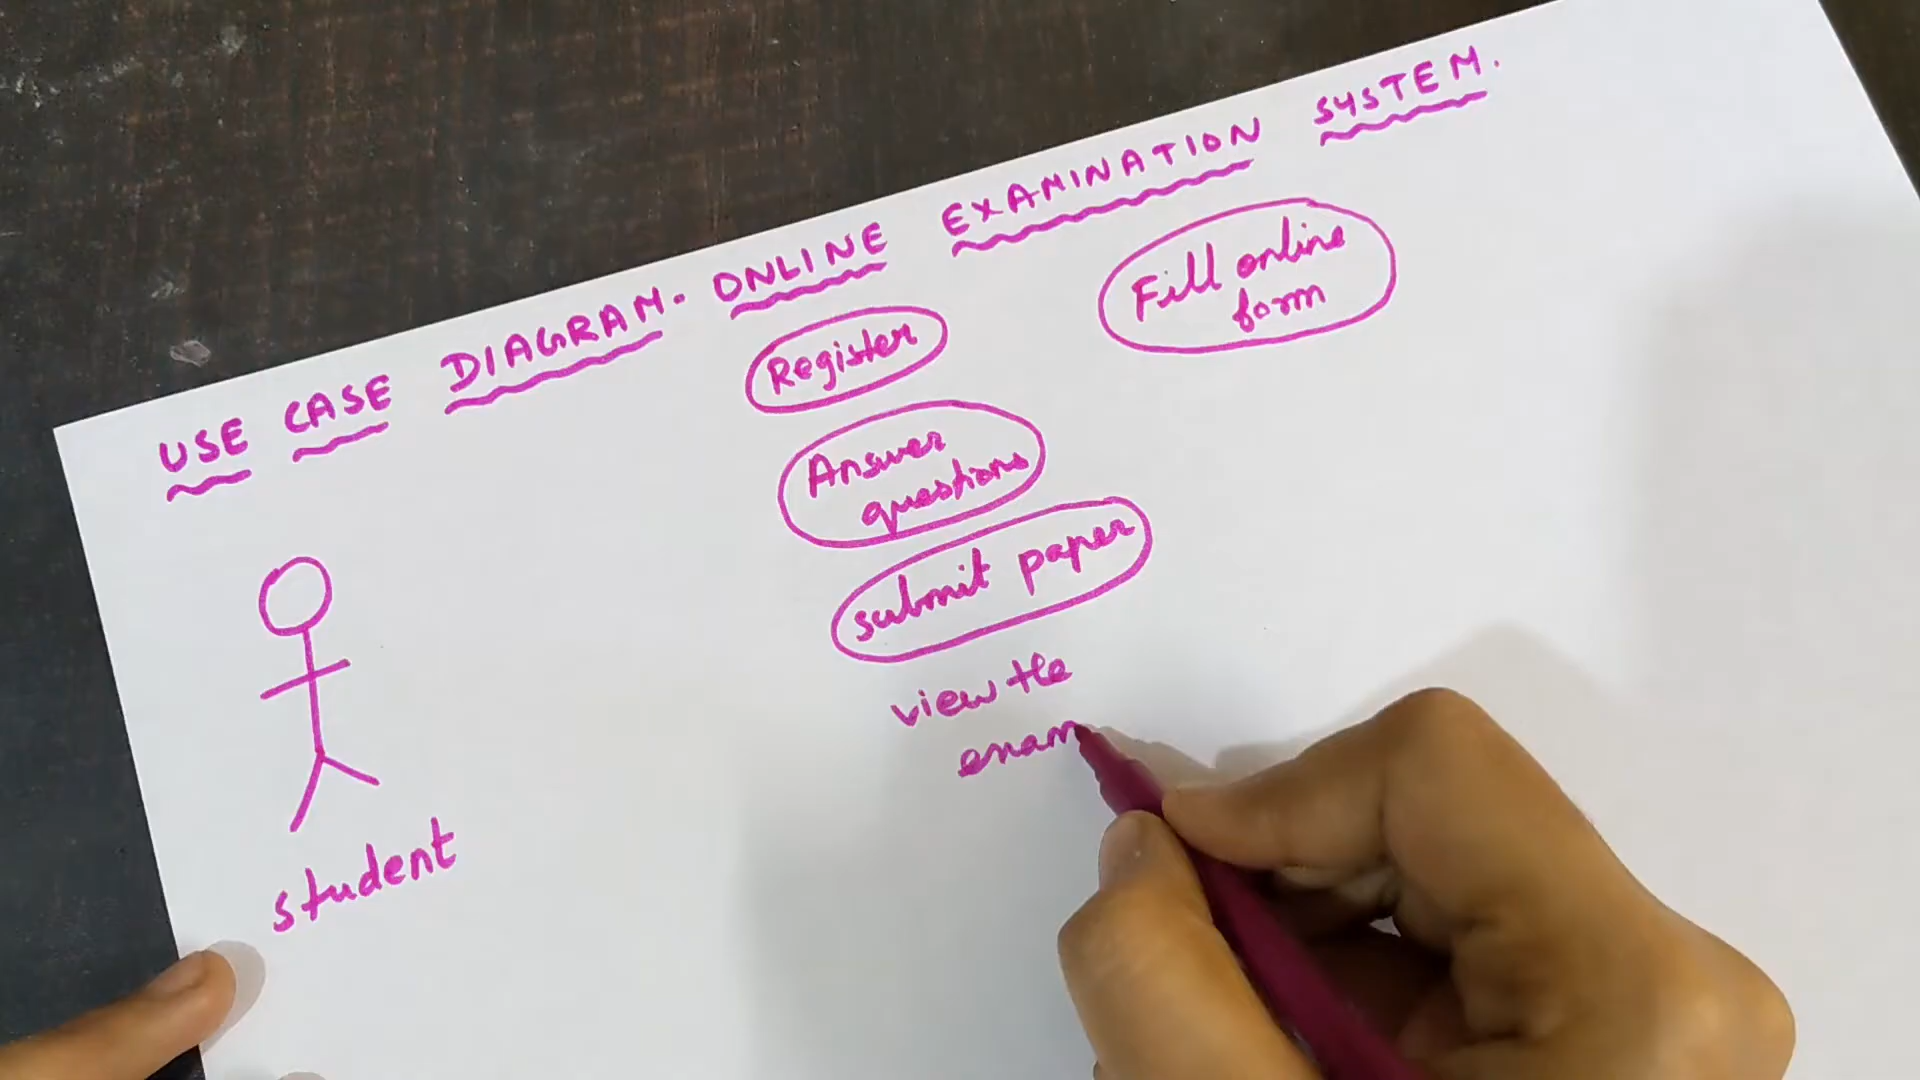 USE CASE DIAGRAM. ONLINE EXAMINATION SYSTEM.
Register
Fill online
form
Answer
questions
submit paper
view the
exam
student